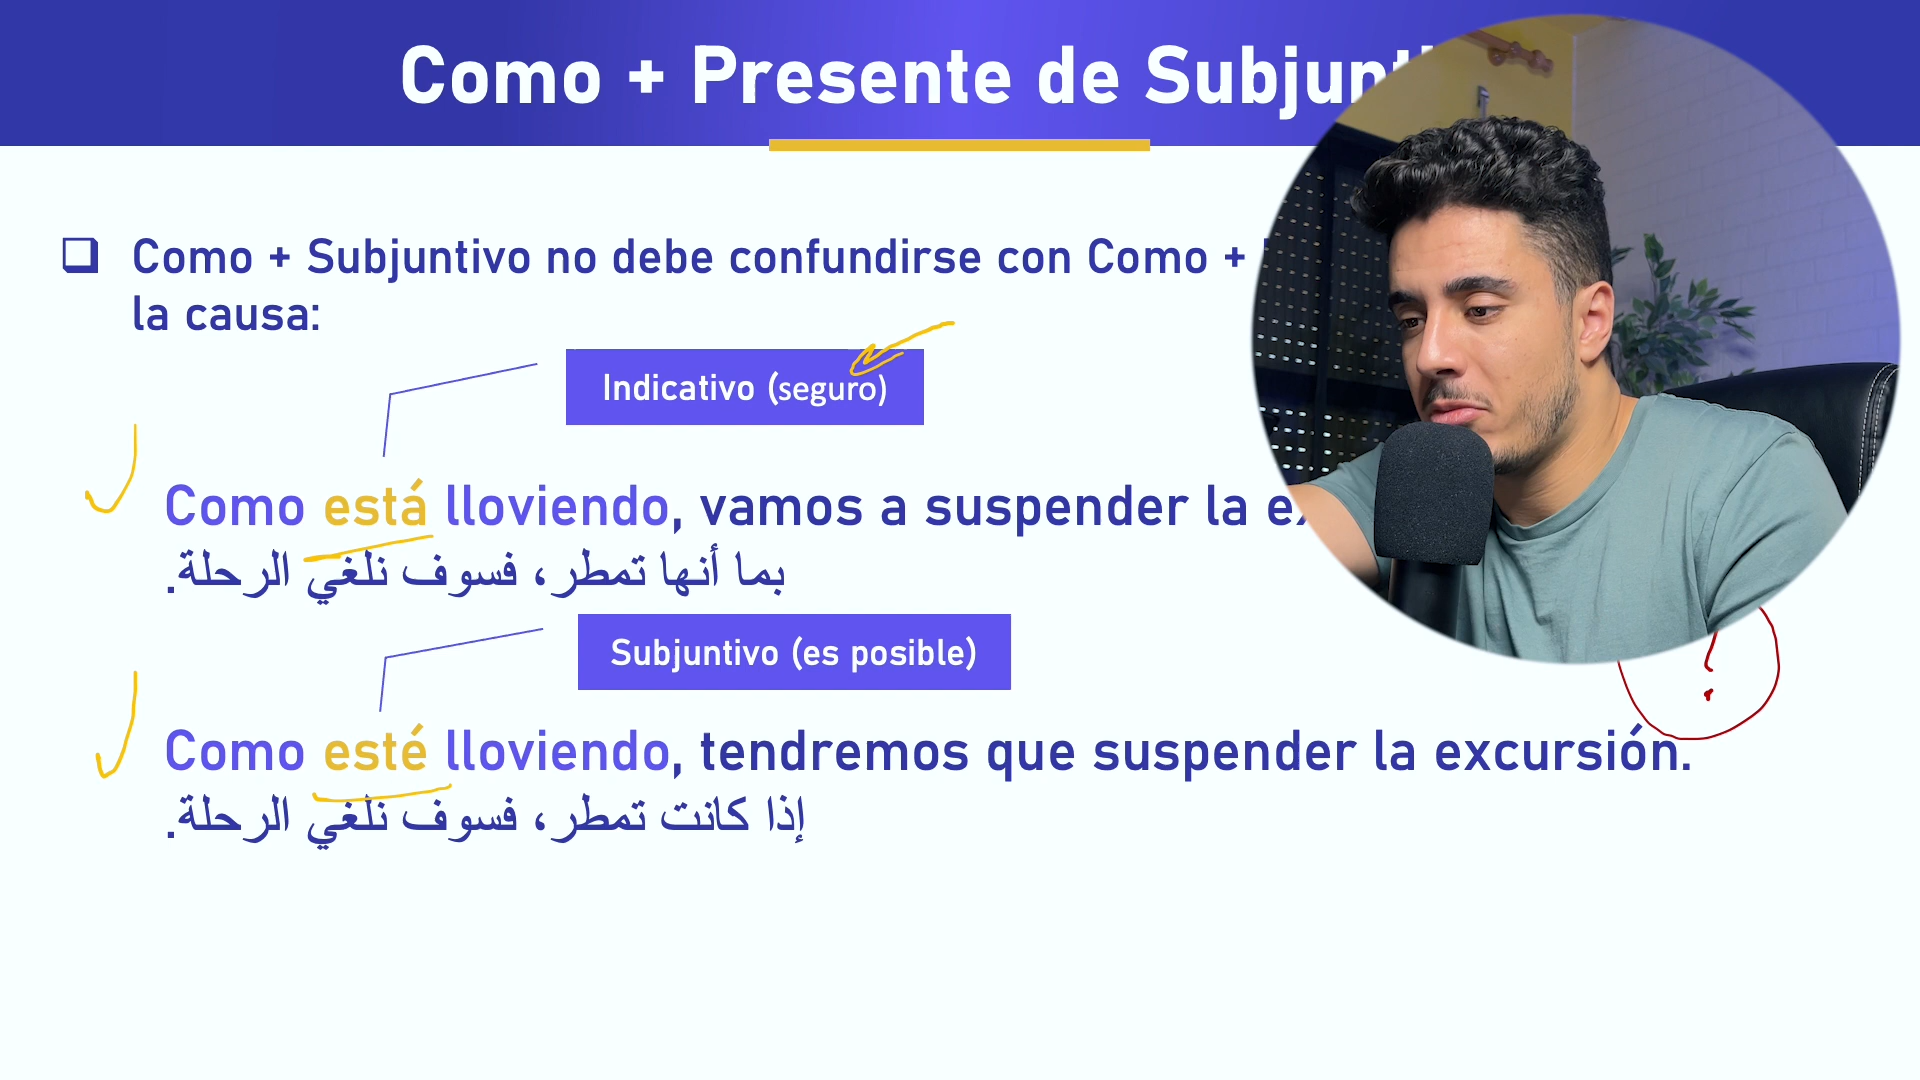 Como + Presente de
Como + Subjuntivo no debe confundirse con Como +
la causa:
Indicativo (seguro)
Como está lloviendo, vamos a suspender la
بما أنها تمطر، فسوف نلغي الرحلة.
Subjuntivo (es posible)
Como esté lloviendo, tendremos que suspender la excursión.
إذا كانت تمطر، فسوف نلغي الرحلة.